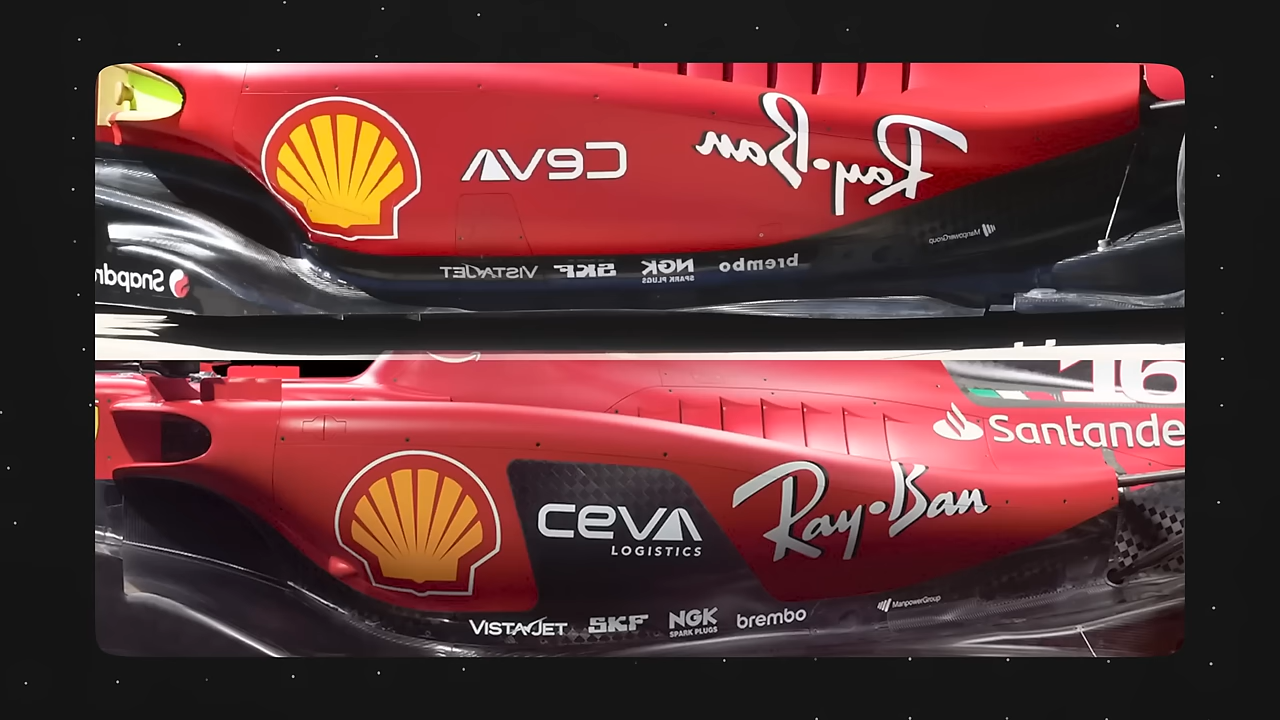 Ray-Ban
CEVA
ManpowerGroup
brembo
NGK
SPARK PLUGS
SKF
VISTAJET
16
Santande
Ray-Ban
CEVA
LOGISTICS
ManpowerGroup
VISTAJET SKF NGK brembo
SPARK PLUGS